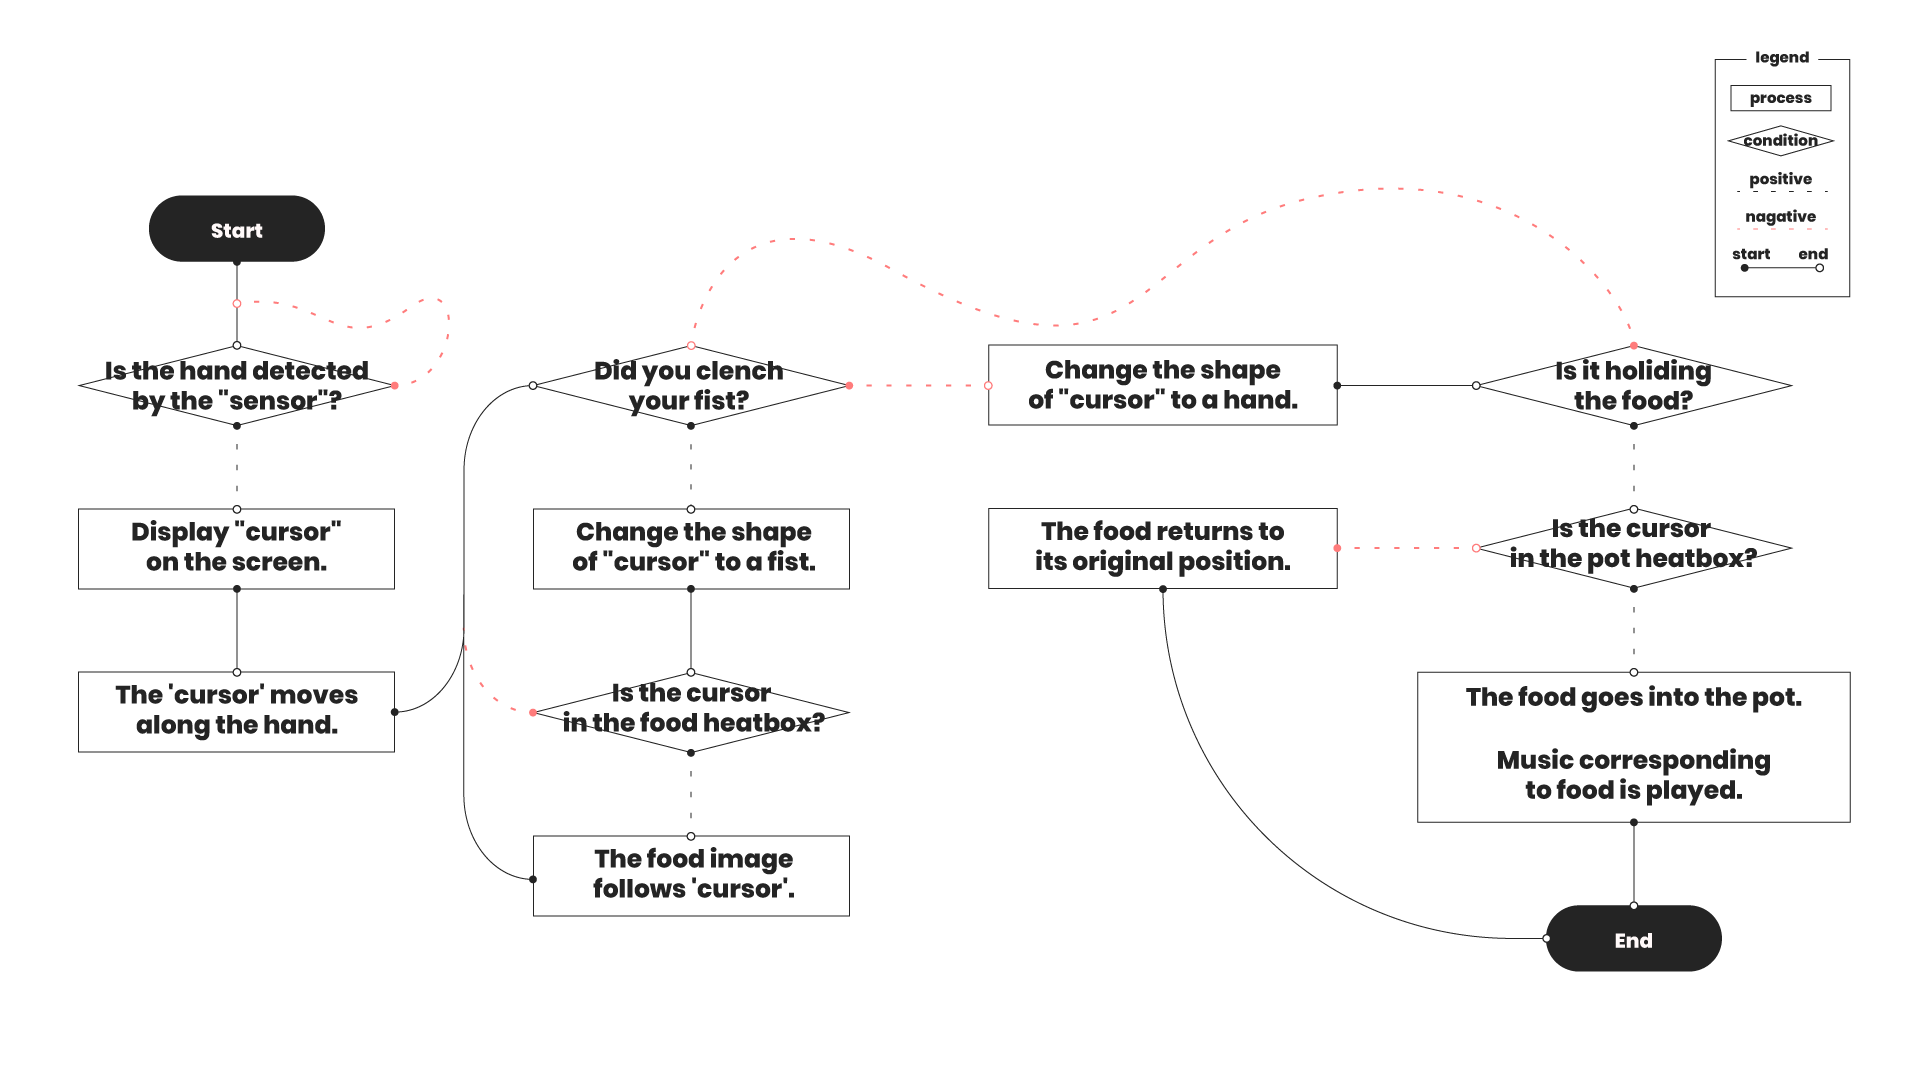 legend
process
condition
positive
nagative
start end
Start
Is the hand detected
by the "sensor"?
Display "cursor"
on the screen.
The 'cursor' moves
along the hand.
Did you clench
your fist?
Change the shape
of "cursor" to a fist.
Is the cursor
in the food heatbox?
The food image
follows 'cursor'.
Change the shape
of "cursor" to a hand.
The food returns to
its original position.
Is it holiding
the food?
Is the cursor
in the pot heatbox?
The food goes into the pot.
Music corresponding
to food is played.
End